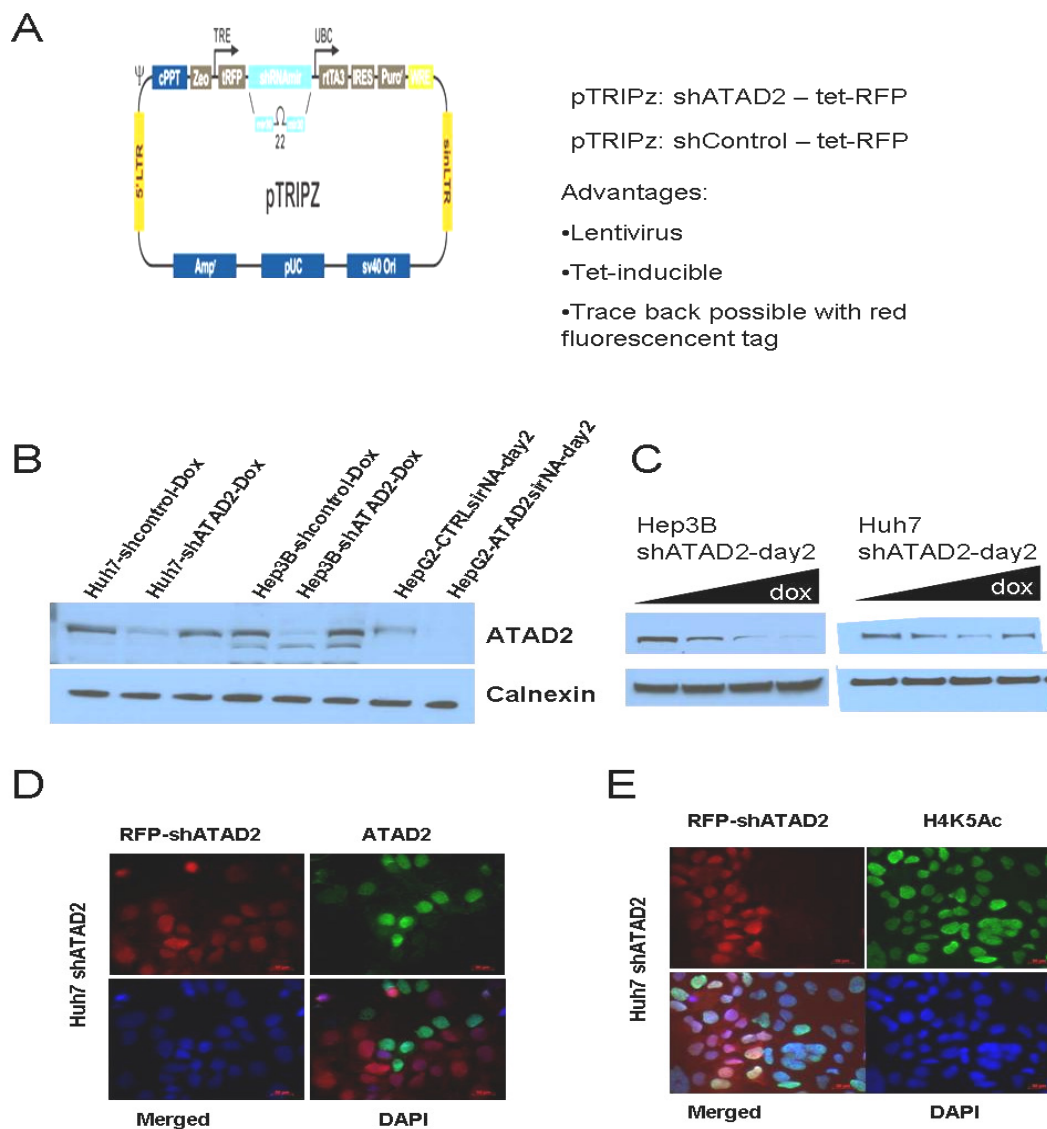 A
TRE
UBC
Ψ
cPPT
Zeo
tRFP
shRNAmir
rtTA3
IRES
Puroʳ
WRE
22
5'LTR
pTRIPZ
sinLTR
Ampʳ
pUC
sv40 Ori
pTRIPz: shATAD2 – tet-RFP
pTRIPz: shControl – tet-RFP
Advantages:
•Lentivirus
•Tet-inducible
•Trace back possible with red
fluorescencent tag
B
Huh7-shcontrol-Dox
Huh7-shATAD2-Dox
Hep3B-shcontrol-Dox
Hep3B-shATAD2-Dox
HepG2-CTRLsirNA-day2
HepG2-ATAD2sirNA-day2
ATAD2
Calnexin
C
Hep3B
shATAD2-day2
dox
Huh7
shATAD2-day2
dox
D
RFP-shATAD2
ATAD2
Huh7 shATAD2
Merged
DAPI
E
RFP-shATAD2
H4K5Ac
Huh7 shATAD2
Merged
DAPI